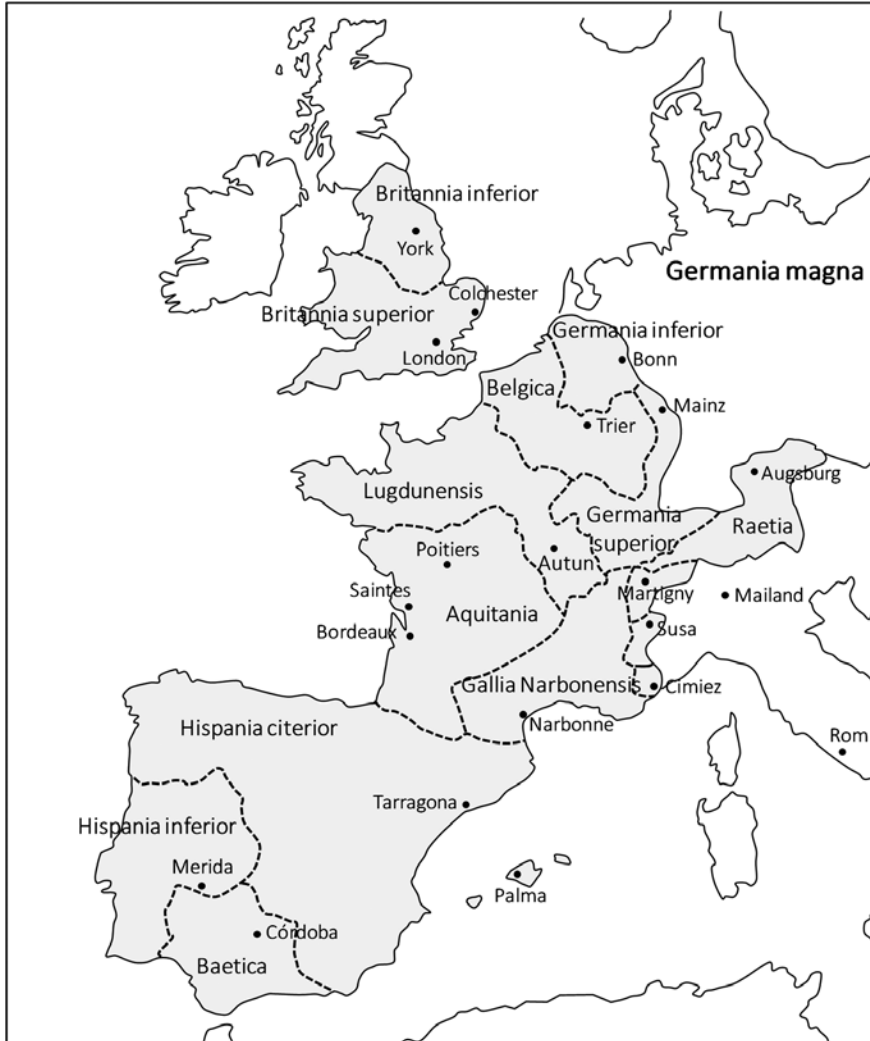 Britannia inferior
York
Germania magna
Colchester
Britannia superior
Germania inferior
London
Bonn
Belgica
Mainz
Trier
Augsburg
Lugdunensis
Germania
superior
Raetia
Poitiers
Autun
Saintes
Martigny
Mailand
Aquitania
Bordeaux
Susa
Gallia Narbonensis
Cimiez
Hispania citerior
Narbonne
Rom
Tarragona
Hispania inferior
Merida
Palma
Córdoba
Baetica